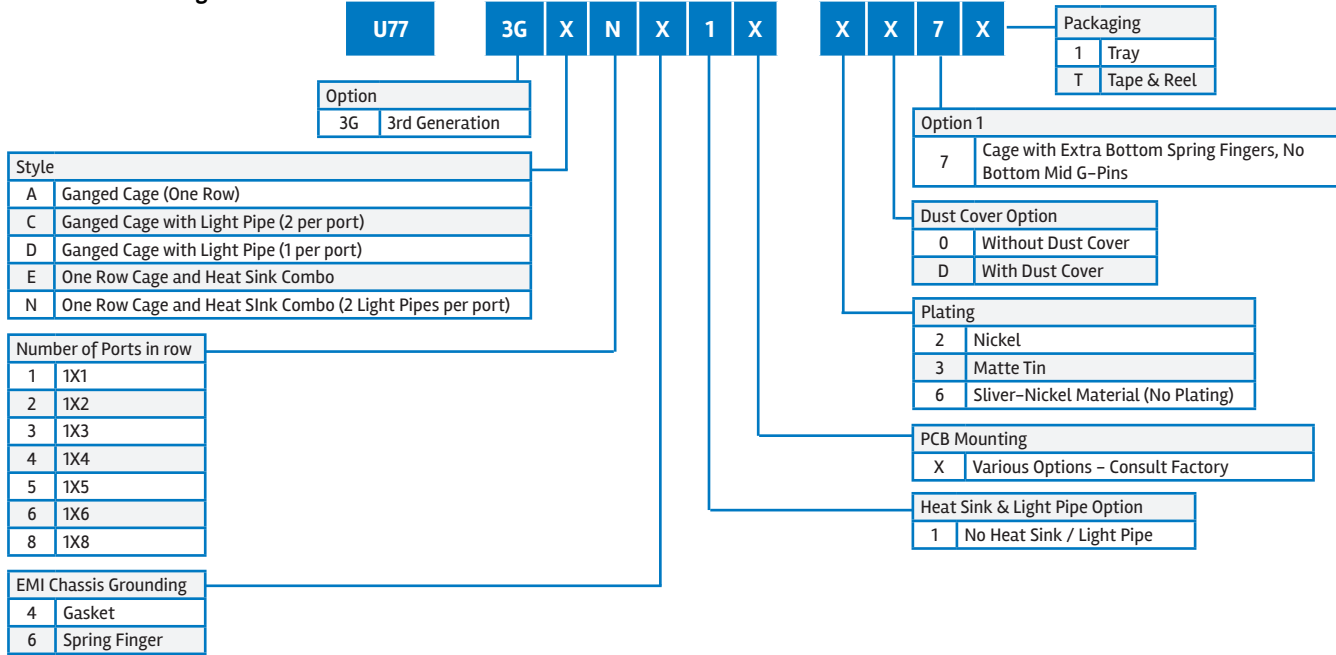 U77 3G X N X 1 X X X 7 X
Packaging
1 Tray
T Tape & Reel
Option
3G 3rd Generation
Option 1
7 Cage with Extra Bottom Spring Fingers, No
Bottom Mid G-Pins
Style
A Ganged Cage (One Row)
C Ganged Cage with Light Pipe (2 per port)
D Ganged Cage with Light Pipe (1 per port)
E One Row Cage and Heat Sink Combo
N One Row Cage and Heat SInk Combo (2 Light Pipes per port)
Dust Cover Option
0 Without Dust Cover
D With Dust Cover
Plating
2 Nickel
3 Matte Tin
6 Sliver-Nickel Material (No Plating)
Number of Ports in row
1 1X1
2 1X2
3 1X3
4 1X4
5 1X5
6 1X6
8 1X8
PCB Mounting
X Various Options - Consult Factory
Heat Sink & Light Pipe Option
1 No Heat Sink / Light Pipe
EMI Chassis Grounding
4 Gasket
6 Spring Finger